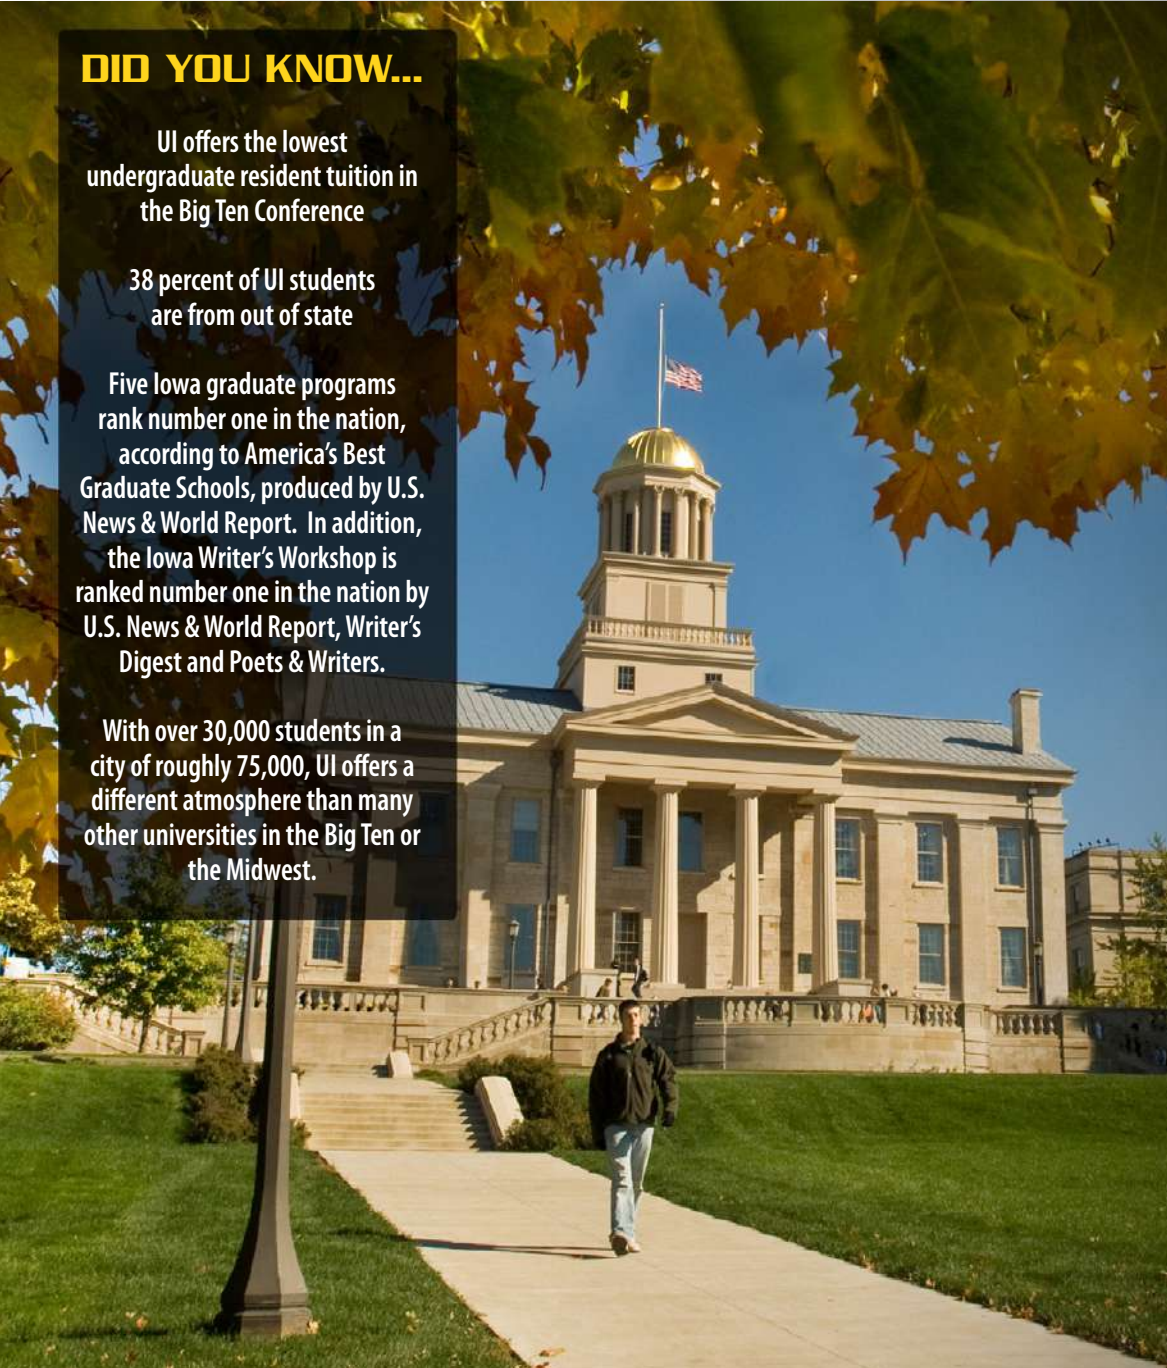 DID YOU KNOW...
UI offers the lowest
undergraduate resident tuition in
the Big Ten Conference
38 percent of UI students
are from out of state
Five Iowa graduate programs
rank number one in the nation,
according to America's Best
Graduate Schools, produced by U.S.
News & World Report.  In addition,
the Iowa Writer's Workshop is
ranked number one in the nation by
U.S. News & World Report, Writer's
Digest and Poets & Writers.
With over 30,000 students in a
city of roughly 75,000, UI offers a
different atmosphere than many
other universities in the Big Ten or
the Midwest.